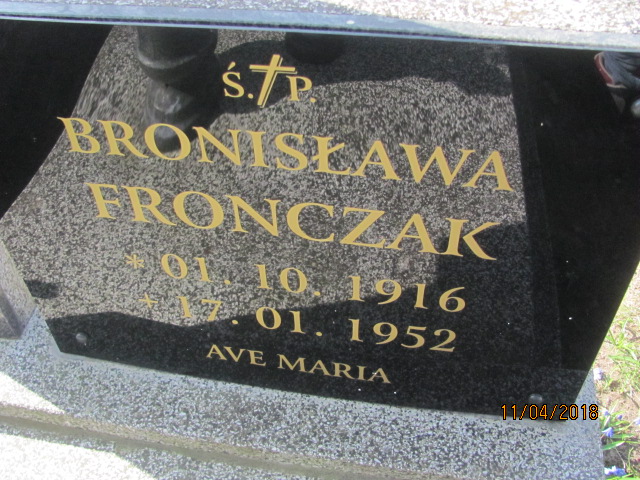 Ś. P.
BRONISŁAWA
FRONCZAK
* 01. 10. 1916
+ 17. 01. 1952
AVE MARIA
11/04/2018